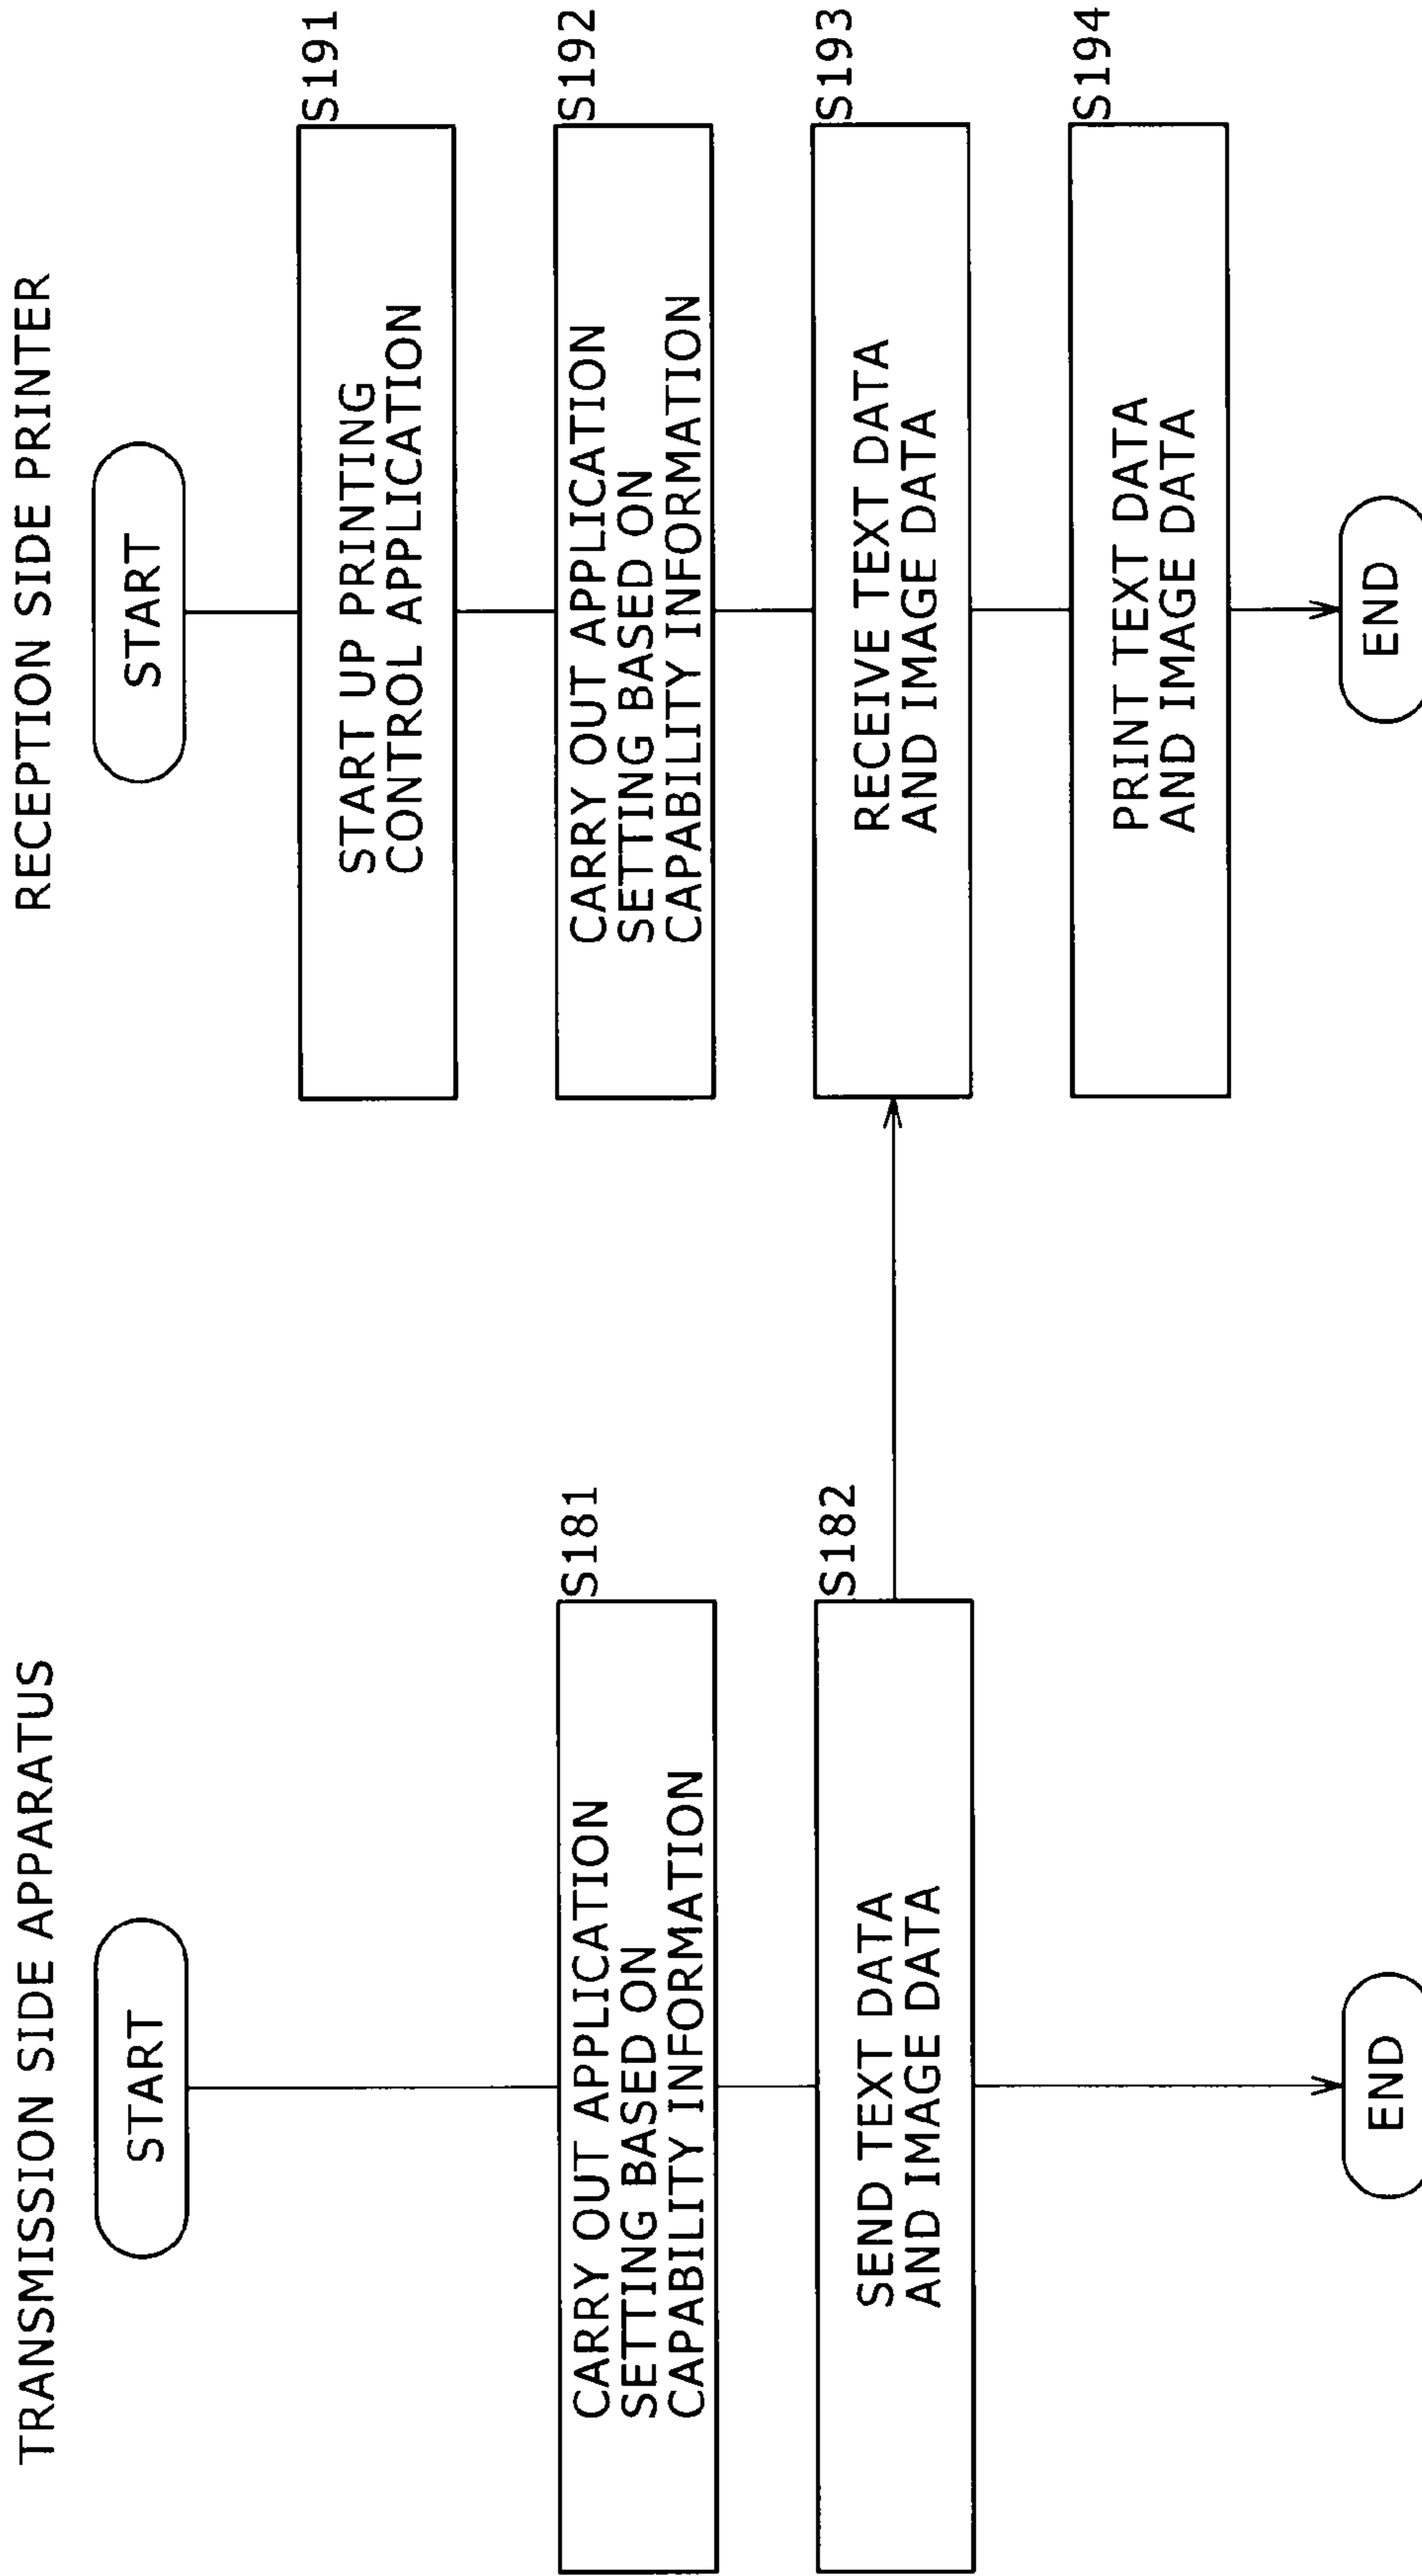 TRANSMISSION SIDE APPARATUS
START
CARRY OUT APPLICATION
SETTING BASED ON
CAPABILITY INFORMATION
S181
SEND TEXT DATA
AND IMAGE DATA
S182
END
RECEPTION SIDE PRINTER
START
START UP PRINTING
CONTROL APPLICATION
S191
CARRY OUT APPLICATION
SETTING BASED ON
CAPABILITY INFORMATION
S192
RECEIVE TEXT DATA
AND IMAGE DATA
S193
PRINT TEXT DATA
AND IMAGE DATA
S194
END